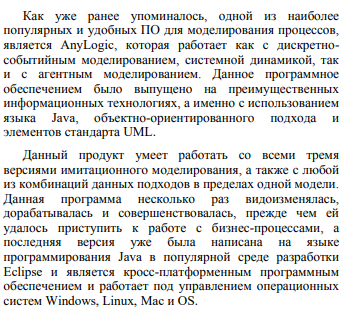 Как уже ранее упоминалось, одной из наиболее
популярных и удобных ПО для моделирования процессов,
является AnyLogic, которая работает как с дискретно-
событийным моделированием, системной динамикой, так
и с агентным моделированием. Данное программное
обеспечением было выпущено на преимущественных
информационных технологиях, а именно с использованием
языка Java, объектно-ориентированного подхода и
элементов стандарта UML.
Данный продукт умеет работать со всеми тремя
версиями имитационного моделирования, а также с любой
из комбинаций данных подходов в пределах одной модели.
Данная программа несколько раз видоизменялась,
дорабатывалась и совершенствовалась, прежде чем ей
удалось приступить к работе с бизнес-процессами, а
последняя версия уже была написана на языке
программирования Java в популярной среде разработки
Eclipse и является кросс-платформенным программным
обеспечением и работает под управлением операционных
систем Windows, Linux, Mac и OS.